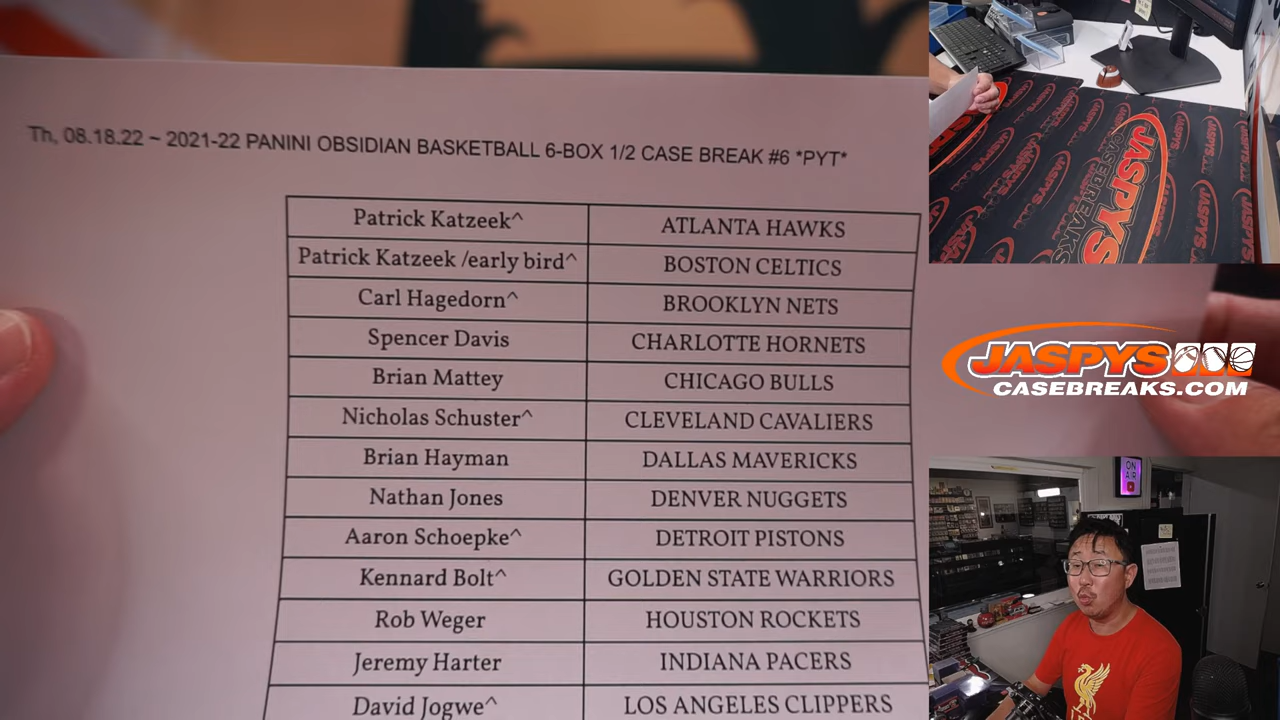 Th, 08.18.22 ~ 2021-22 PANINI OBSIDIAN BASKETBALL 6-BOX 1/2 CASE BREAK #6 *PYT*
Patrick Katzeek^ ATLANTA HAWKS
Patrick Katzeek /early bird^ BOSTON CELTICS
Carl Hagedorn^ BROOKLYN NETS
Spencer Davis CHARLOTTE HORNETS
Brian Mattey CHICAGO BULLS
Nicholas Schuster^ CLEVELAND CAVALIERS
Brian Hayman DALLAS MAVERICKS
Nathan Jones DENVER NUGGETS
Aaron Schoepke^ DETROIT PISTONS
Kennard Bolt^ GOLDEN STATE WARRIORS
Rob Weger HOUSTON ROCKETS
Jeremy Harter INDIANA PACERS
David Jogwe^ LOS ANGELES CLIPPERS
JASPYS
CASEBREAKS
JASPYS
CASEBREAKS.COM
ON
AIR